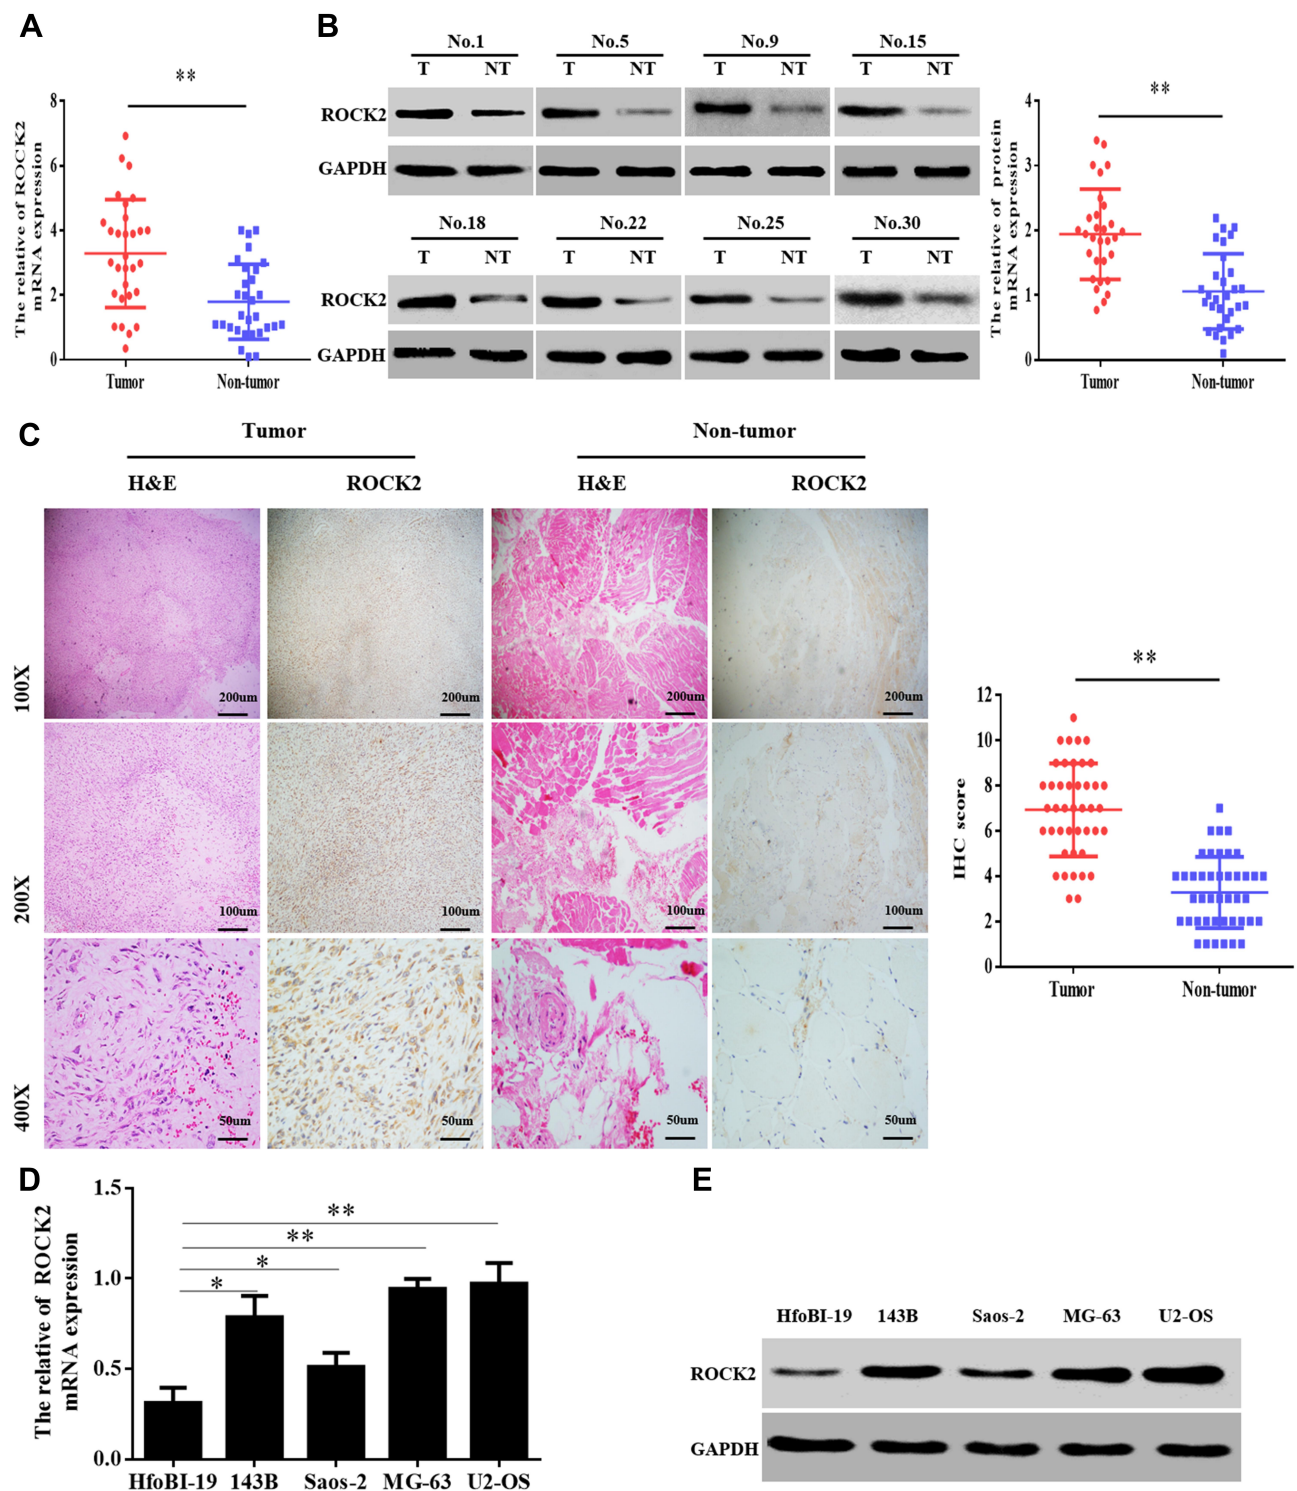 A
B
**
8
6
4
2
0
The relative of ROCK2
mRNA expression
Tumor
Non-tumor
No.1
No.5
No.9
No.15
T
NT
T
NT
T
NT
T
NT
ROCK2
GAPDH
No.18
No.22
No.25
No.30
T
NT
T
NT
T
NT
T
NT
ROCK2
GAPDH
**
4
3
2
1
0
The relative of protein
mRNA expression
Tumor
Non-tumor
C
Tumor
Non-tumor
H&E
ROCK2
H&E
ROCK2
100X
200um
200um
200um
200um
200X
100um
100um
100um
100um
400X
50um
50um
50um
50um
**
12
10
8
6
4
2
0
IHC score
Tumor
Non-tumor
D
1.5
1.0
0.5
0.0
The relative of ROCK2
mRNA expression
**
**
*
*
HfoBI-19
143B
Saos-2
MG-63
U2-OS
E
HfoBI-19
143B
Saos-2
MG-63
U2-OS
ROCK2
GAPDH